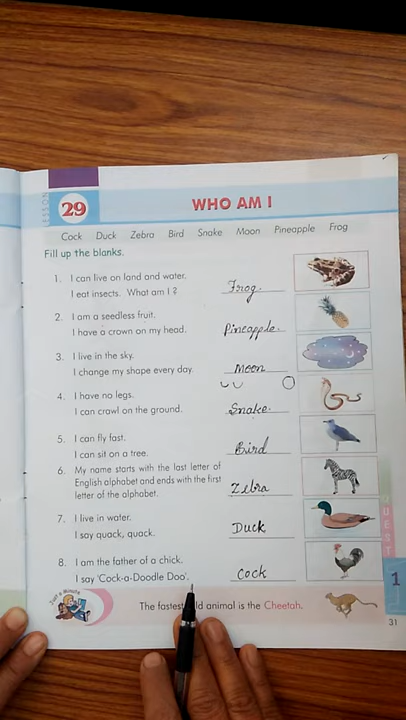 LESSON
29
WHO AM I
Cock Duck Zebra Bird Snake Moon Pineapple Frog
Fill up the blanks.
1. I can live on land and water.
I eat insects. What am I ?
Frog.
2. I am a seedless fruit.
I have a crown on my head.
Pineapple.
3. I live in the sky.
I change my shape every day.
Moon
4. I have no legs.
I can crawl on the ground.
Snake.
5. I can fly fast.
I can sit on a tree.
Bird
6. My name starts with the last letter of
English alphabet and ends with the first
letter of the alphabet.
Zebra
7. I live in water.
I say quack, quack.
Duck
8. I am the father of a chick.
I say 'Cock-a-Doodle Doo'.
Cock
QUEST
1
Just a minute
The fastest ld animal is the Cheetah.
31